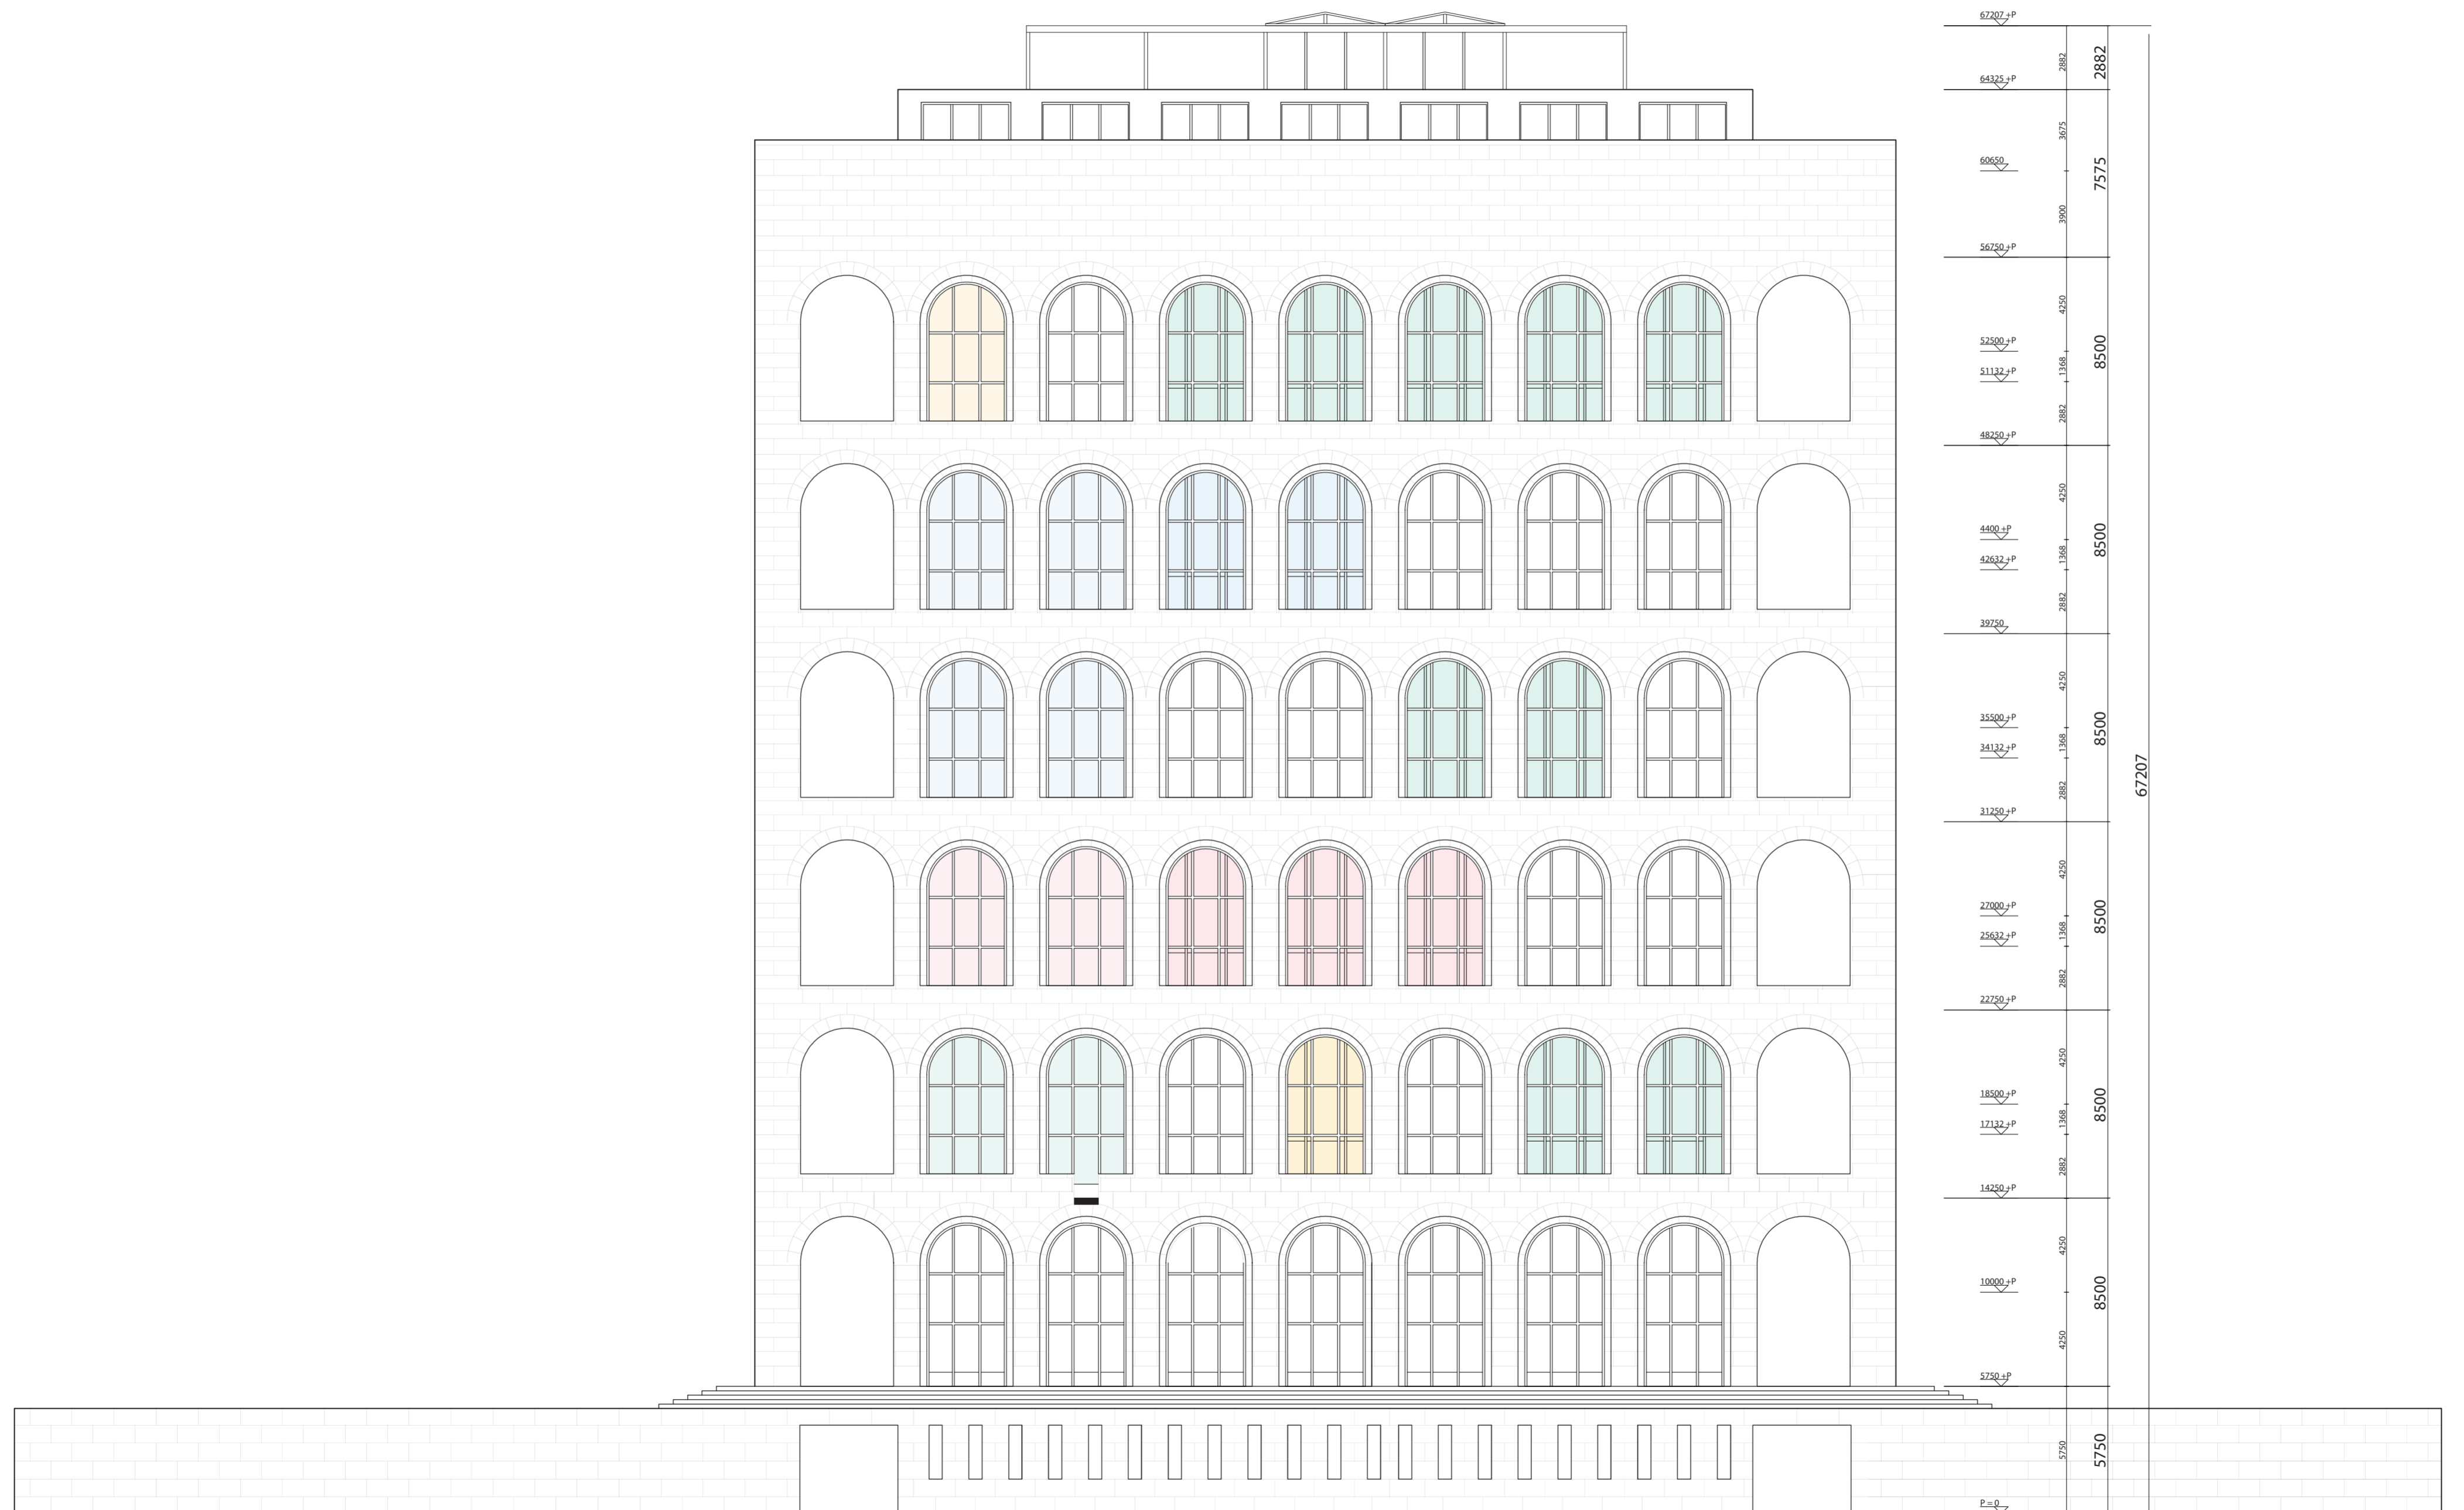 67207 +P
2882
2882
64325 +P
3675
60650
7575
3900
56750 +P
4250
52500 +P
8500
1368
51132 +P
2882
48250 +P
4250
4400 +P
8500
1368
42632 +P
2882
39750
4250
35500 +P
8500
1368
34132 +P
67207
2882
31250 +P
4250
27000 +P
8500
1368
25632 +P
2882
22750 +P
4250
18500 +P
8500
1368
17132 +P
2882
14250 +P
4250
10000 +P
8500
4250
5750 +P
5750
5750
P = 0